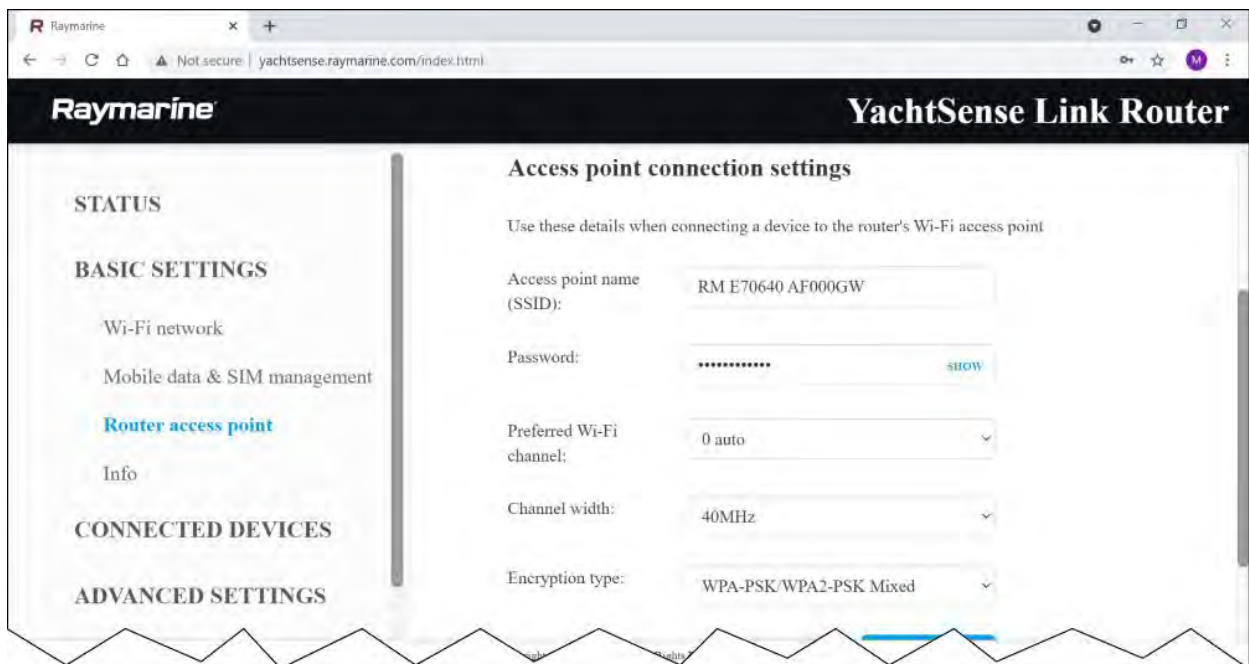 Raymarine
Not secure | yachtsense.raymarine.com/index.html
M
Raymarine
YachtSense Link Router
Access point connection settings
STATUS
Use these details when connecting a device to the router's Wi-Fi access point
BASIC SETTINGS
Access point name
(SSID):
RM E70640 AF000GW
Wi-Fi network
Mobile data & SIM management
Password:
••••••••••••
SHOW
Router access point
Preferred Wi-Fi
channel:
0 auto
Info
Channel width:
40MHz
CONNECTED DEVICES
Encryption type:
WPA-PSK/WPA2-PSK Mixed
ADVANCED SETTINGS